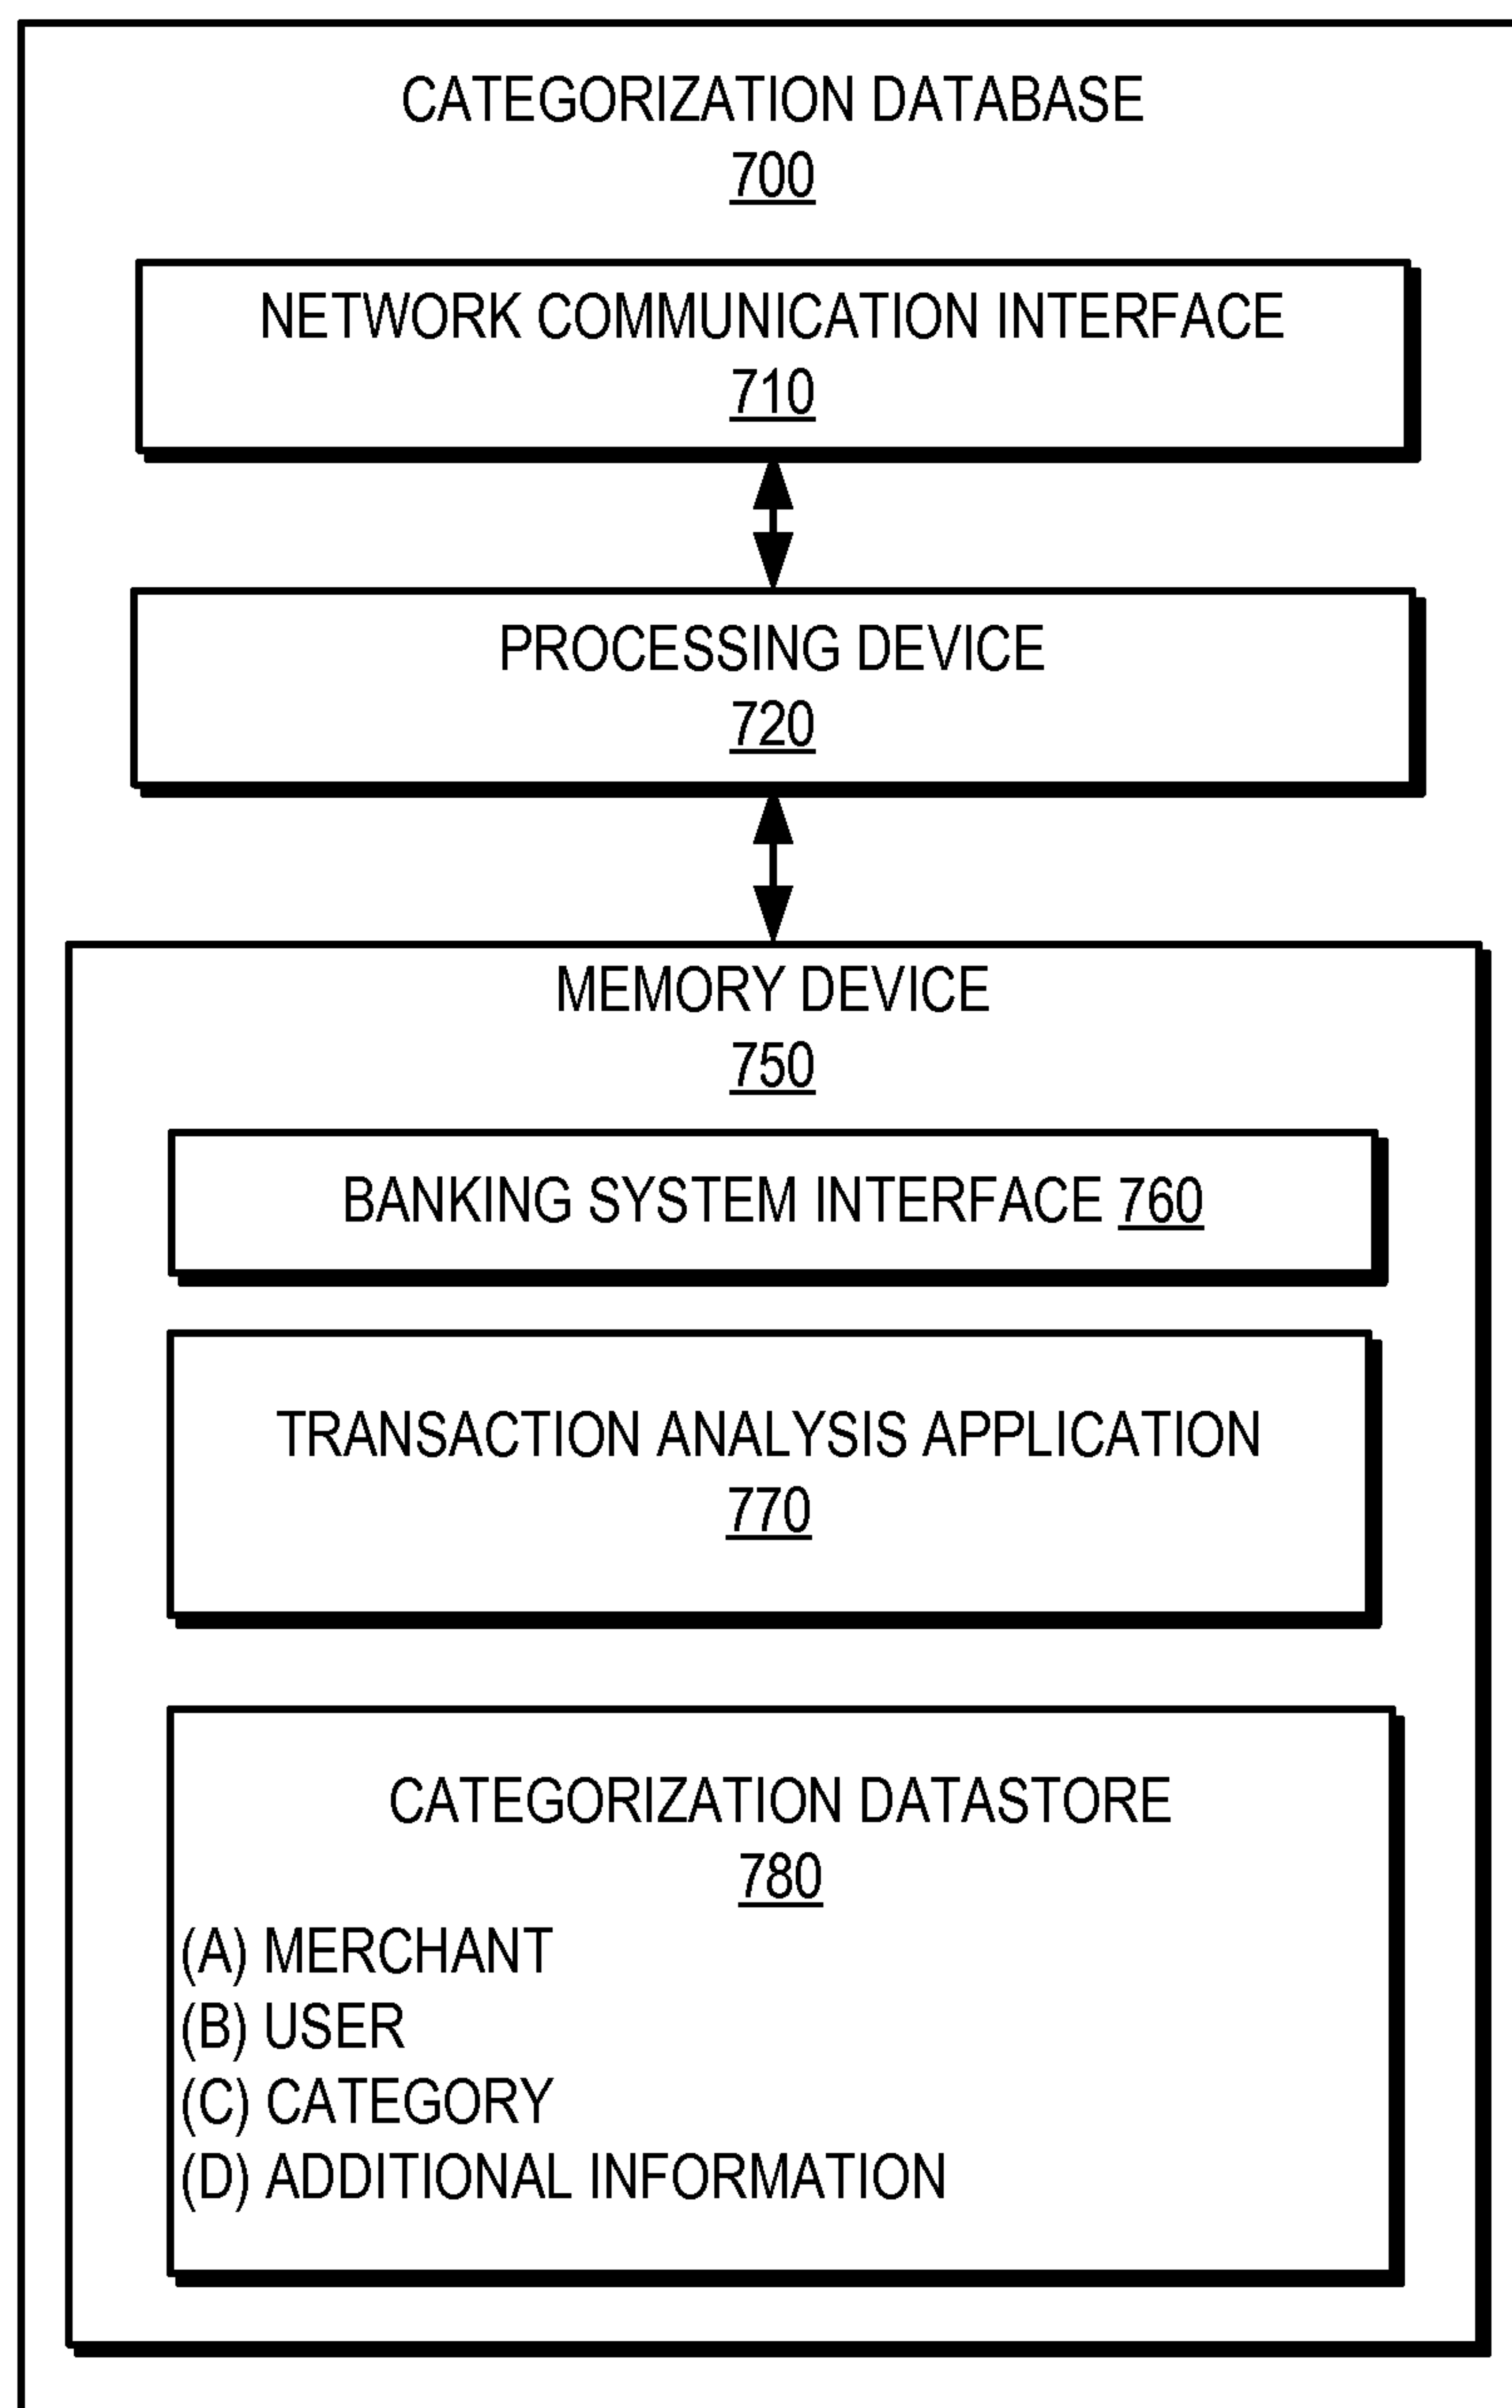 CATEGORIZATION DATABASE
700
NETWORK COMMUNICATION INTERFACE
710
PROCESSING DEVICE
720
MEMORY DEVICE
750
BANKING SYSTEM INTERFACE 760
TRANSACTION ANALYSIS APPLICATION
770
CATEGORIZATION DATASTORE
780
(A) MERCHANT
(B) USER
(C) CATEGORY
(D) ADDITIONAL INFORMATION